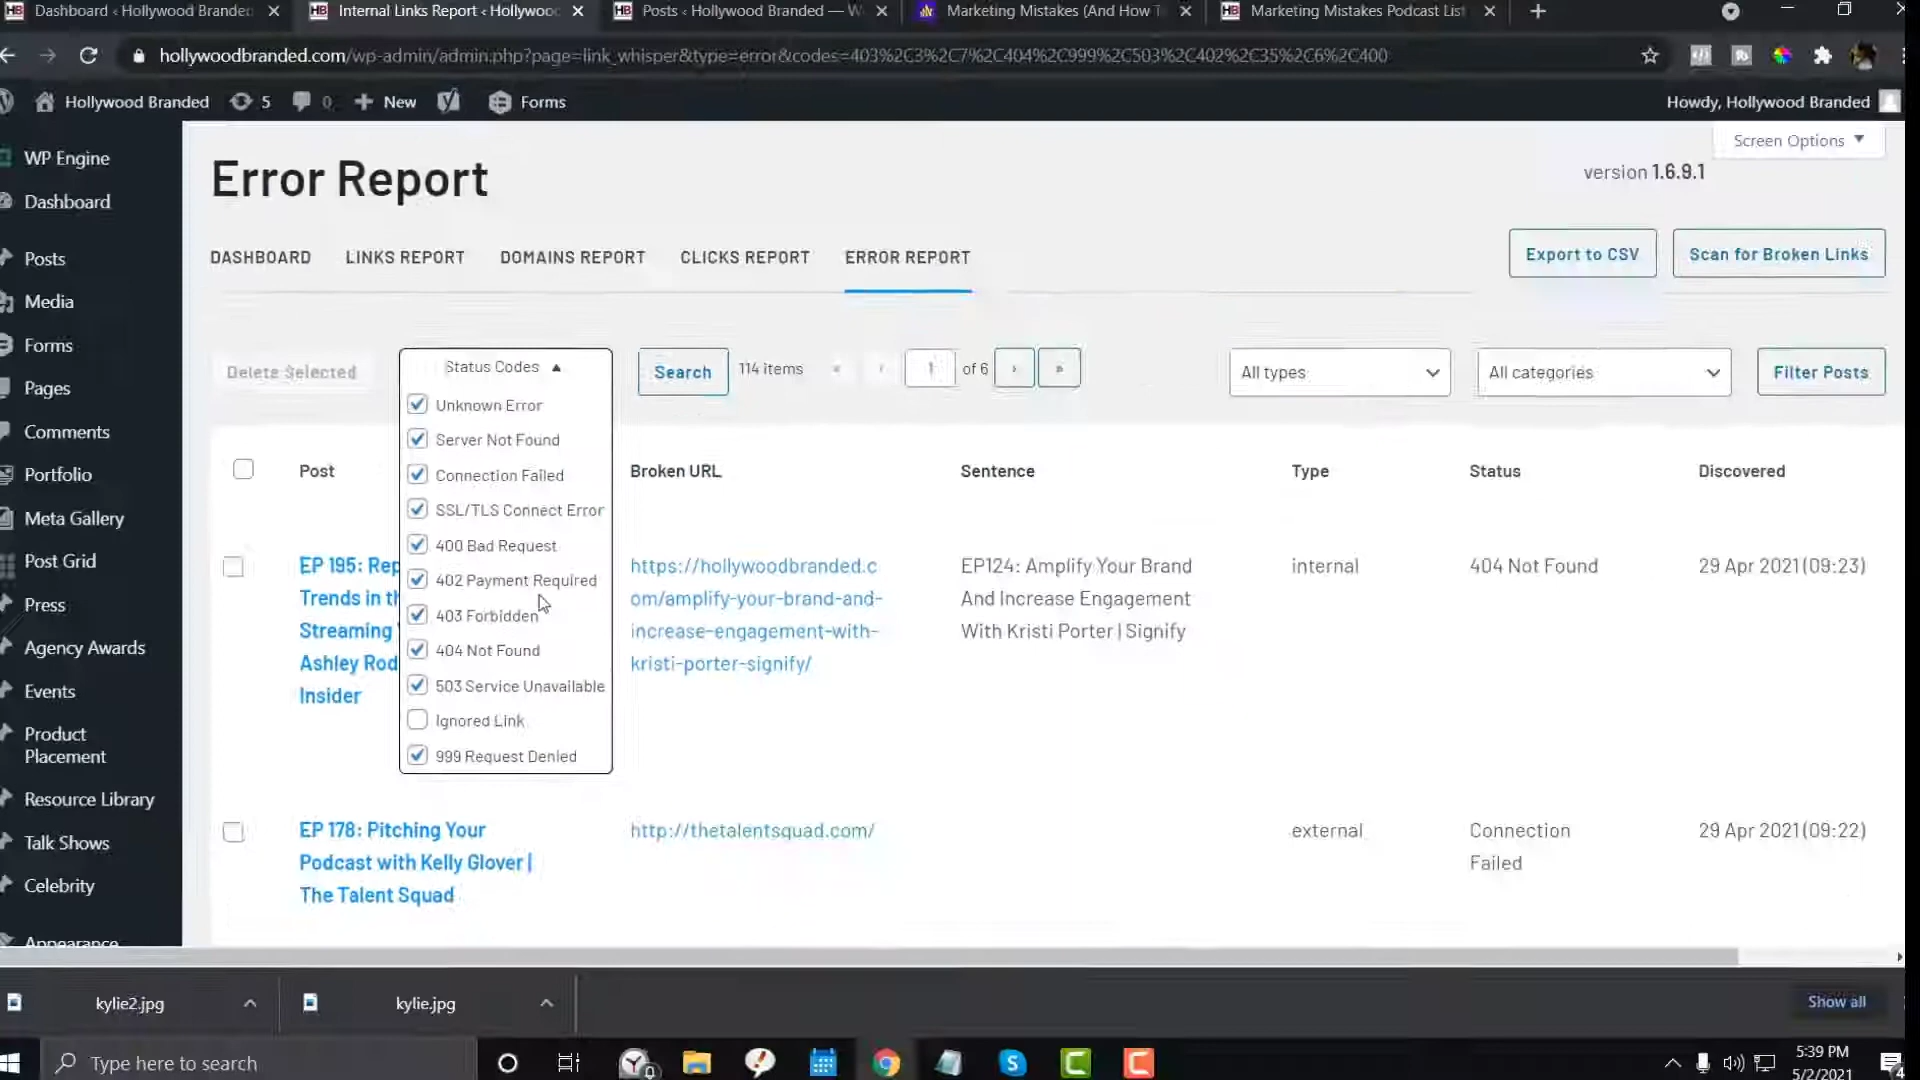 Dashboard ‹ Hollywood Branded
Internal Links Report ‹ Hollywoo
Posts ‹ Hollywood Branded — W
Marketing Mistakes (And How T
Marketing Mistakes Podcast List
hollywoodbranded.com/wp-admin/admin.php?page=link_whisper&type=error&codes=403%2C3%2C7%2C404%2C999%2C503%2C402%2C35%2C6%2C400
Hollywood Branded
5
0
New
Forms
Howdy, Hollywood Branded
WP Engine
Dashboard
Posts
Media
Forms
Pages
Comments
Portfolio
Meta Gallery
Post Grid
Press
Agency Awards
Events
Product
Placement
Resource Library
Talk Shows
Celebrity
Appearance
Screen Options
Error Report
version 1.6.9.1
DASHBOARD
LINKS REPORT
DOMAINS REPORT
CLICKS REPORT
ERROR REPORT
Export to CSV
Scan for Broken Links
Delete Selected
Status Codes
Unknown Error
Server Not Found
Connection Failed
SSL/TLS Connect Error
400 Bad Request
402 Payment Required
403 Forbidden
404 Not Found
503 Service Unavailable
Ignored Link
999 Request Denied
Search
114 items
«
‹
1
of 6
›
»
All types
All categories
Filter Posts
Post
Broken URL
Sentence
Type
Status
Discovered
EP 195: Rep
Trends in th
Streaming
Ashley Rod
Insider
https://hollywoodbranded.c
om/amplify-your-brand-and-
increase-engagement-with-
kristi-porter-signify/
EP124: Amplify Your Brand
And Increase Engagement
With Kristi Porter | Signify
internal
404 Not Found
29 Apr 2021 (09:23)
EP 178: Pitching Your
Podcast with Kelly Glover |
The Talent Squad
http://thetalentsquad.com/
external
Connection
Failed
29 Apr 2021 (09:22)
kylie2.jpg
kylie.jpg
Show all
Type here to search
5:39 PM
5/2/2021
4